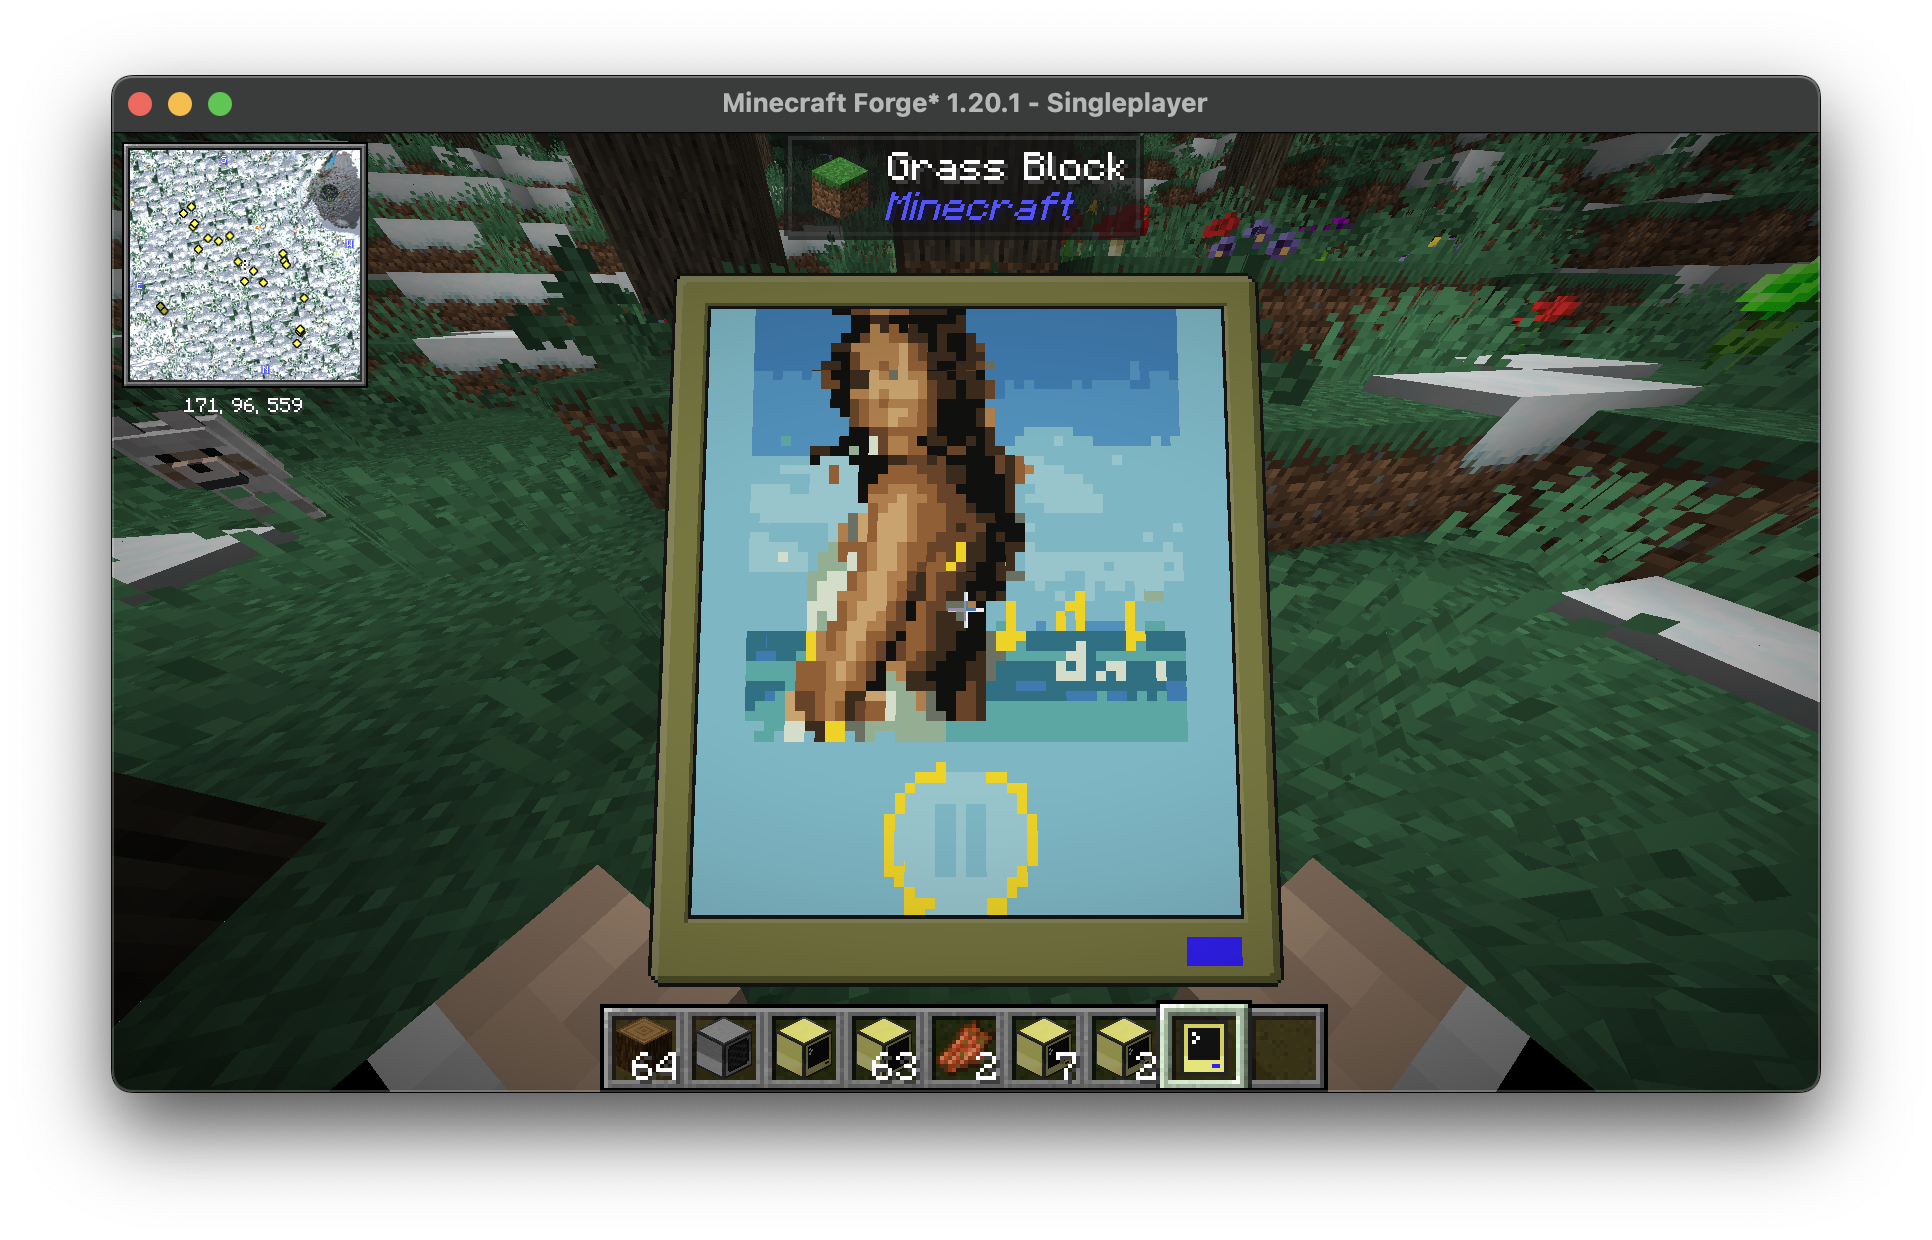 Minecraft Forge* 1.20.1 - Singleplayer
Grass Block
Minecraft
171, 96, 559
64
63
2
7
2